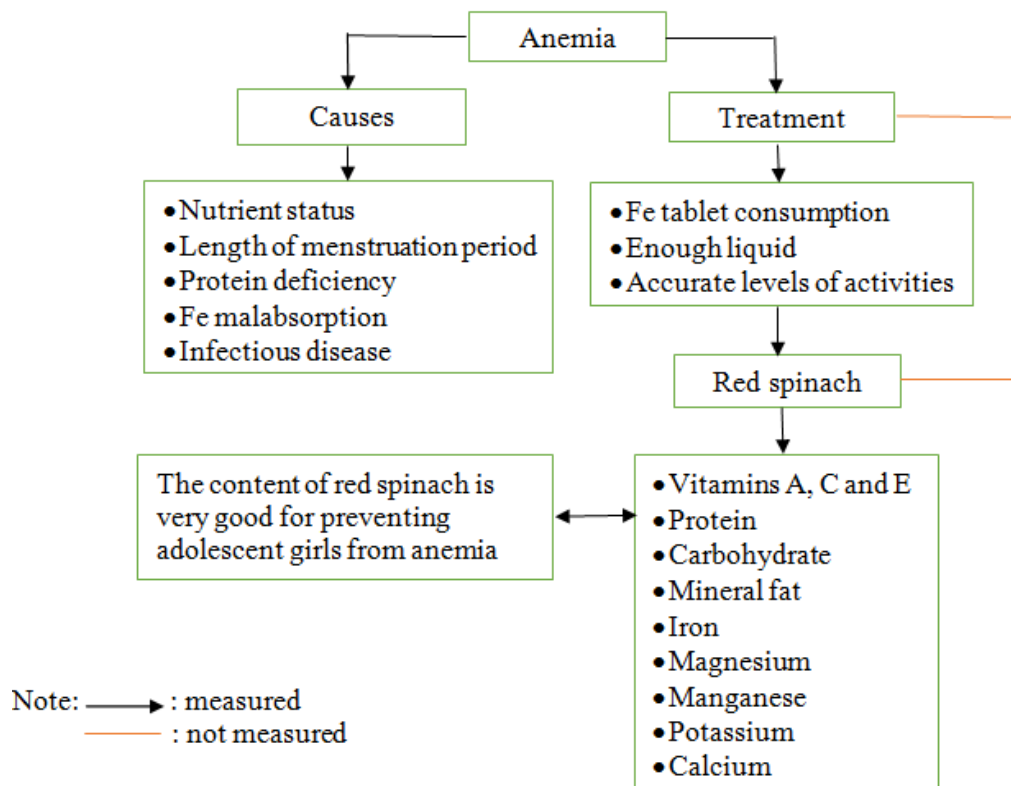 Anemia
Causes
Treatment
•Nutrient status
•Length of menstruation period
•Protein deficiency
•Fe malabsorption
•Infectious disease
•Fe tablet consumption
•Enough liquid
•Accurate levels of activities
Red spinach
The content of red spinach is
very good for preventing
adolescent girls from anemia
•Vitamins A, C and E
•Protein
•Carbohydrate
•Mineral fat
•Iron
•Magnesium
•Manganese
•Potassium
•Calcium
Note: : measured
: not measured